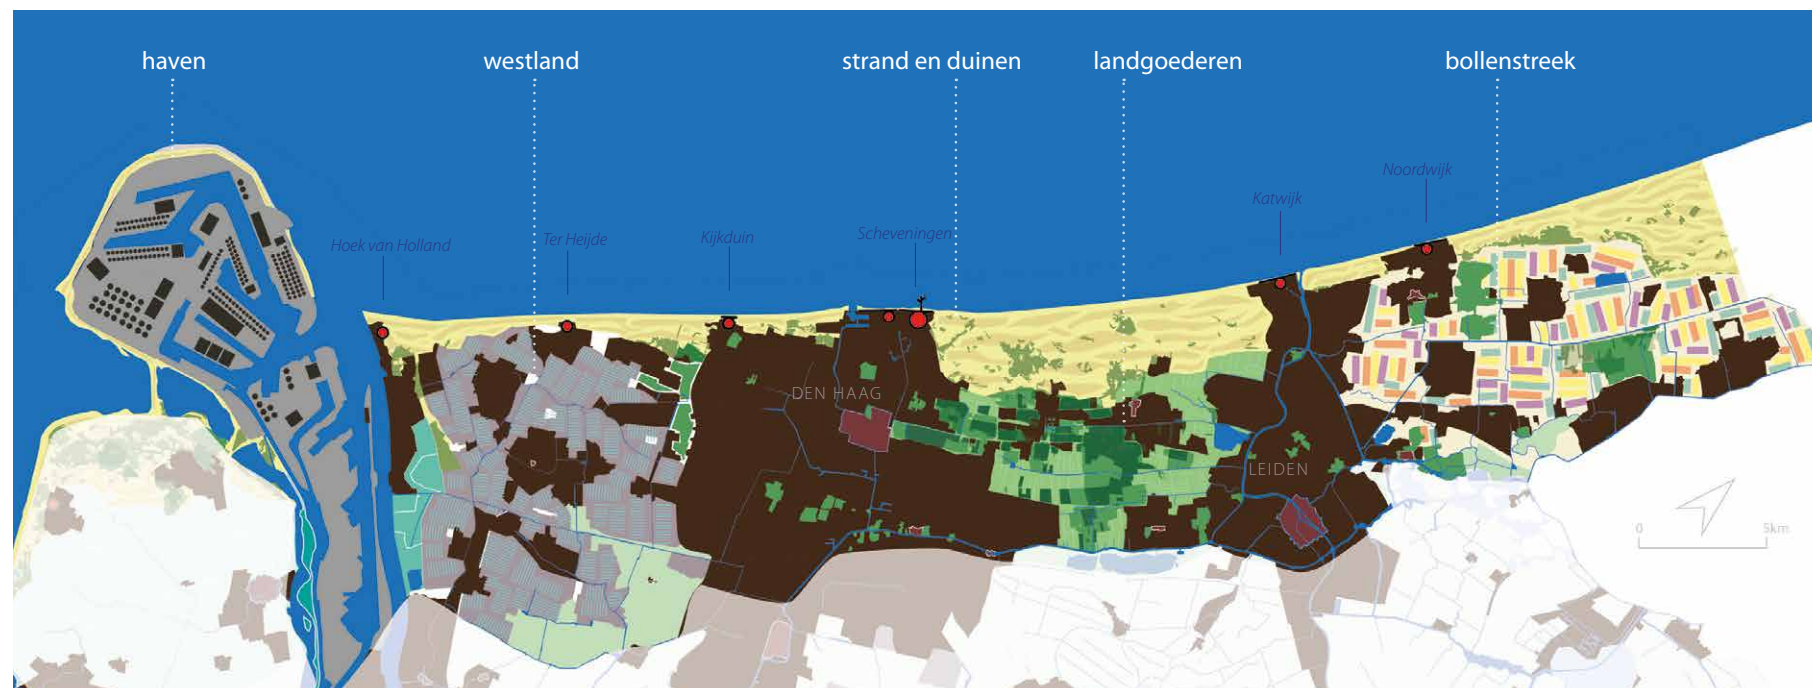 haven
westland
strand en duinen
landgoederen
bollenstreek
Noordwijk
Katwijk
Hoek van Holland
Ter Heijde
Kijkduin
Scheveningen
DEN HAAG
LEIDEN
0
5km